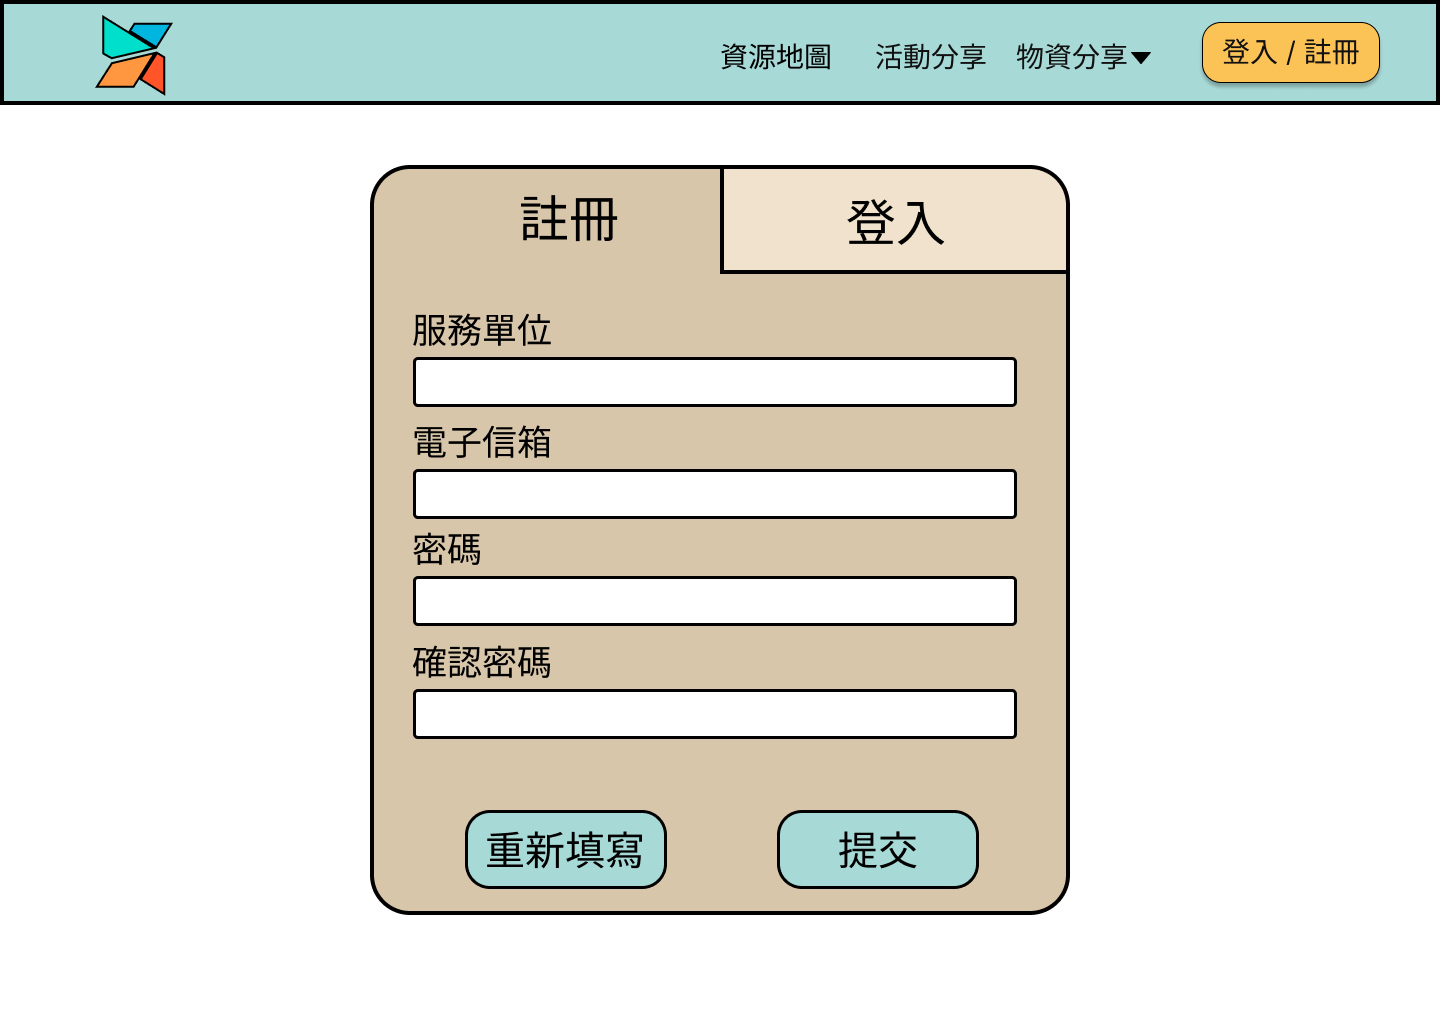 資源地圖 活動分享 物資分享 登入 / 註冊
註冊 登入
服務單位
電子信箱
密碼
確認密碼
重新填寫 提交